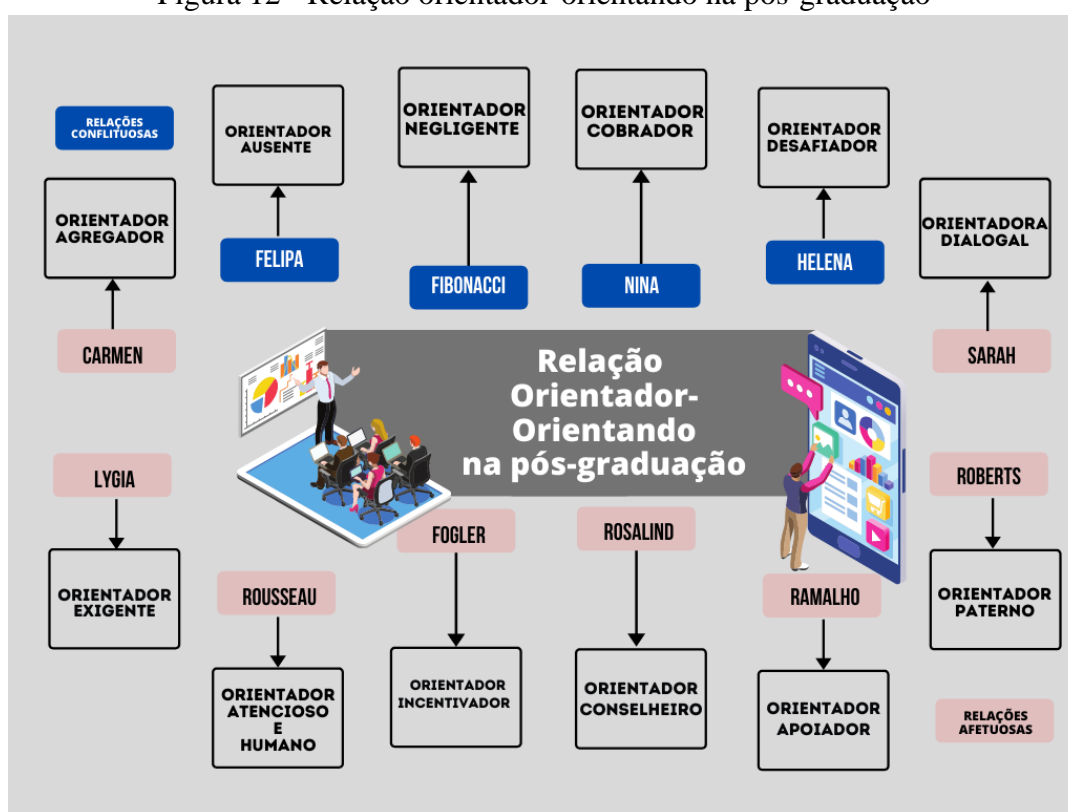 Figura 12 - Relação orientador-orientando na pós-graduação
RELAÇÕES
CONFLITUOSAS
ORIENTADOR
AUSENTE
ORIENTADOR
NEGLIGENTE
ORIENTADOR
COBRADOR
ORIENTADOR
DESAFIADOR
ORIENTADOR
AGREGADOR
ORIENTADORA
DIALOGAL
FELIPA
FIBONACCI
NINA
HELENA
CARMEN
SARAH
Relação
Orientador-
Orientando
na pós-graduação
LYGIA
ROBERTS
FOGLER
ROSALIND
ORIENTADOR
EXIGENTE
ROUSSEAU
RAMALHO
ORIENTADOR
PATERNO
ORIENTADOR
ATENCIOSO
E
HUMANO
ORIENTADOR
INCENTIVADOR
ORIENTADOR
CONSELHEIRO
ORIENTADOR
APOIADOR
RELAÇÕES
AFETUOSAS